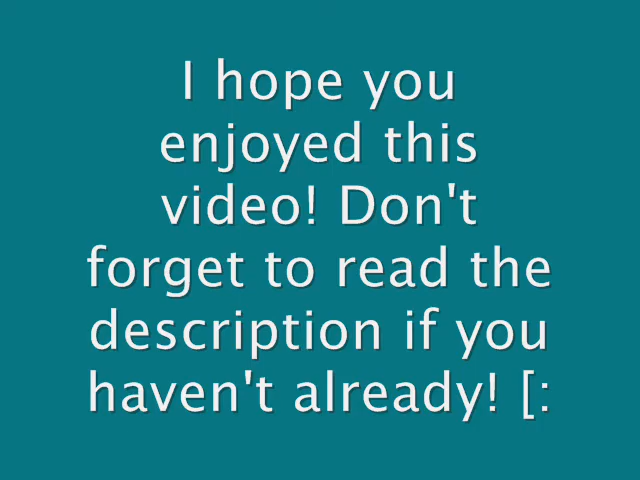 I hope you
enjoyed this
video! Don't
forget to read the
description if you
haven't already! [: